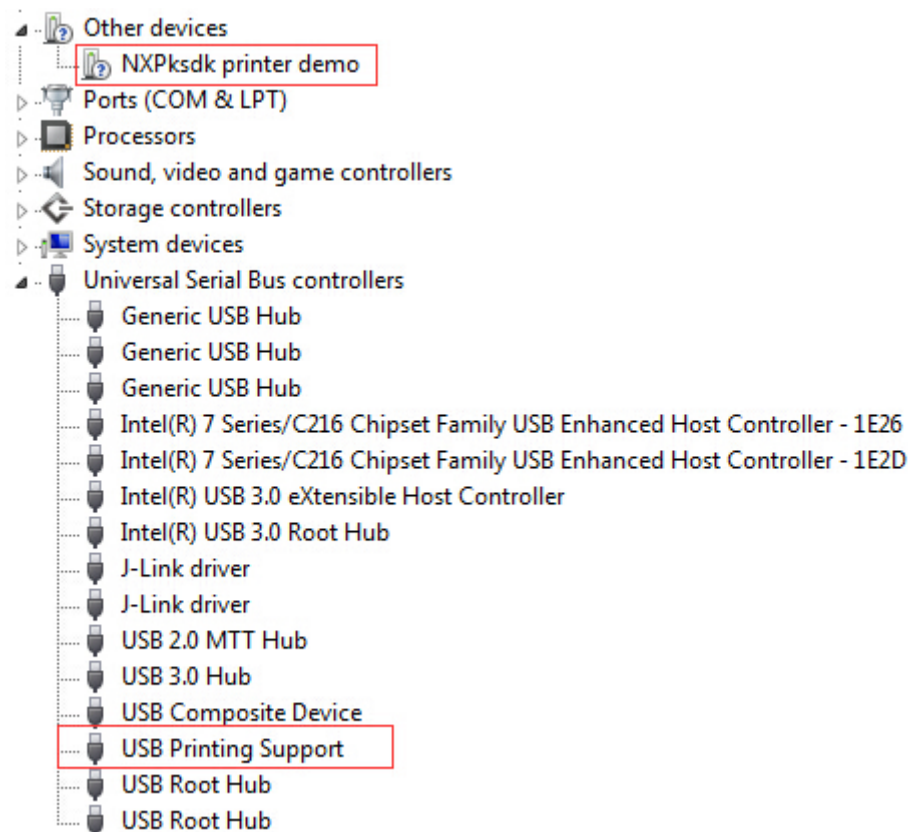 Other devices
NXPksdk printer demo
Ports (COM & LPT)
Processors
Sound, video and game controllers
Storage controllers
System devices
Universal Serial Bus controllers
Generic USB Hub
Generic USB Hub
Generic USB Hub
Intel(R) 7 Series/C216 Chipset Family USB Enhanced Host Controller - 1E26
Intel(R) 7 Series/C216 Chipset Family USB Enhanced Host Controller - 1E2D
Intel(R) USB 3.0 eXtensible Host Controller
Intel(R) USB 3.0 Root Hub
J-Link driver
J-Link driver
USB 2.0 MTT Hub
USB 3.0 Hub
USB Composite Device
USB Printing Support
USB Root Hub
USB Root Hub